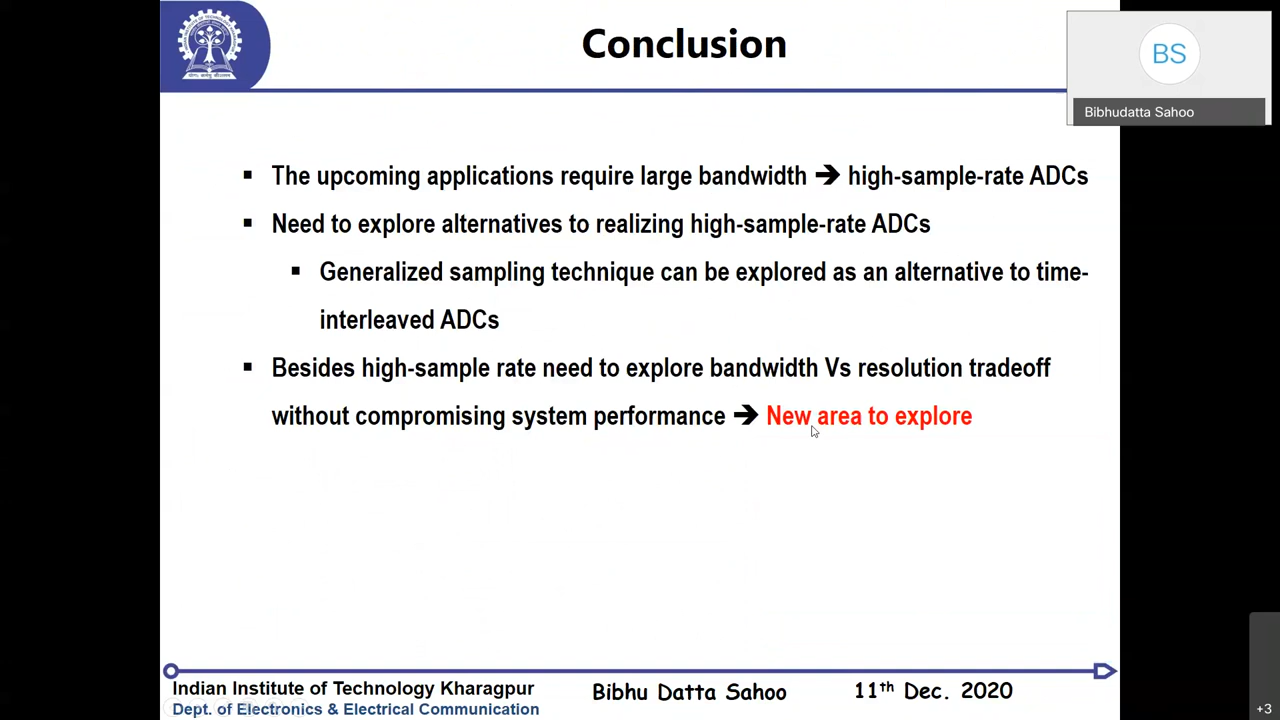 Conclusion
BS
Bibhudatta Sahoo
▪ The upcoming applications require large bandwidth ➔ high-sample-rate ADCs
▪ Need to explore alternatives to realizing high-sample-rate ADCs
▪ Generalized sampling technique can be explored as an alternative to time-
interleaved ADCs
▪ Besides high-sample rate need to explore bandwidth Vs resolution tradeoff
without compromising system performance ➔ New area to explore
Indian Institute of Technology Kharagpur
Dept. of Electronics & Electrical Communication
Bibhu Datta Sahoo
11th Dec. 2020
+3